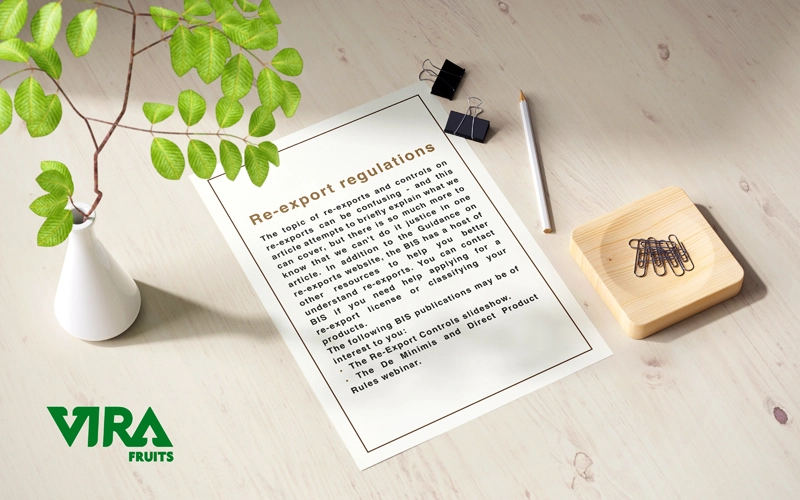 Re-export regulations
The topic of re-exports and controls on
re-exports can be confusing - and this
article attempts to briefly explain what we
can cover, but there is so much more to
know that we can't do it justice in one
article. In addition to the Guidance on
re-exports website, the BIS has a host of
other resources to help you better
understand re-exports. You can contact
BIS if you need help applying for a
re-export license or classifying your
products.
The following BIS publications may be of
interest to you:
· The Re-Export Controls slideshow.
· The De Minimis and Direct Product
Rules webinar.
VIRA
FRUITS